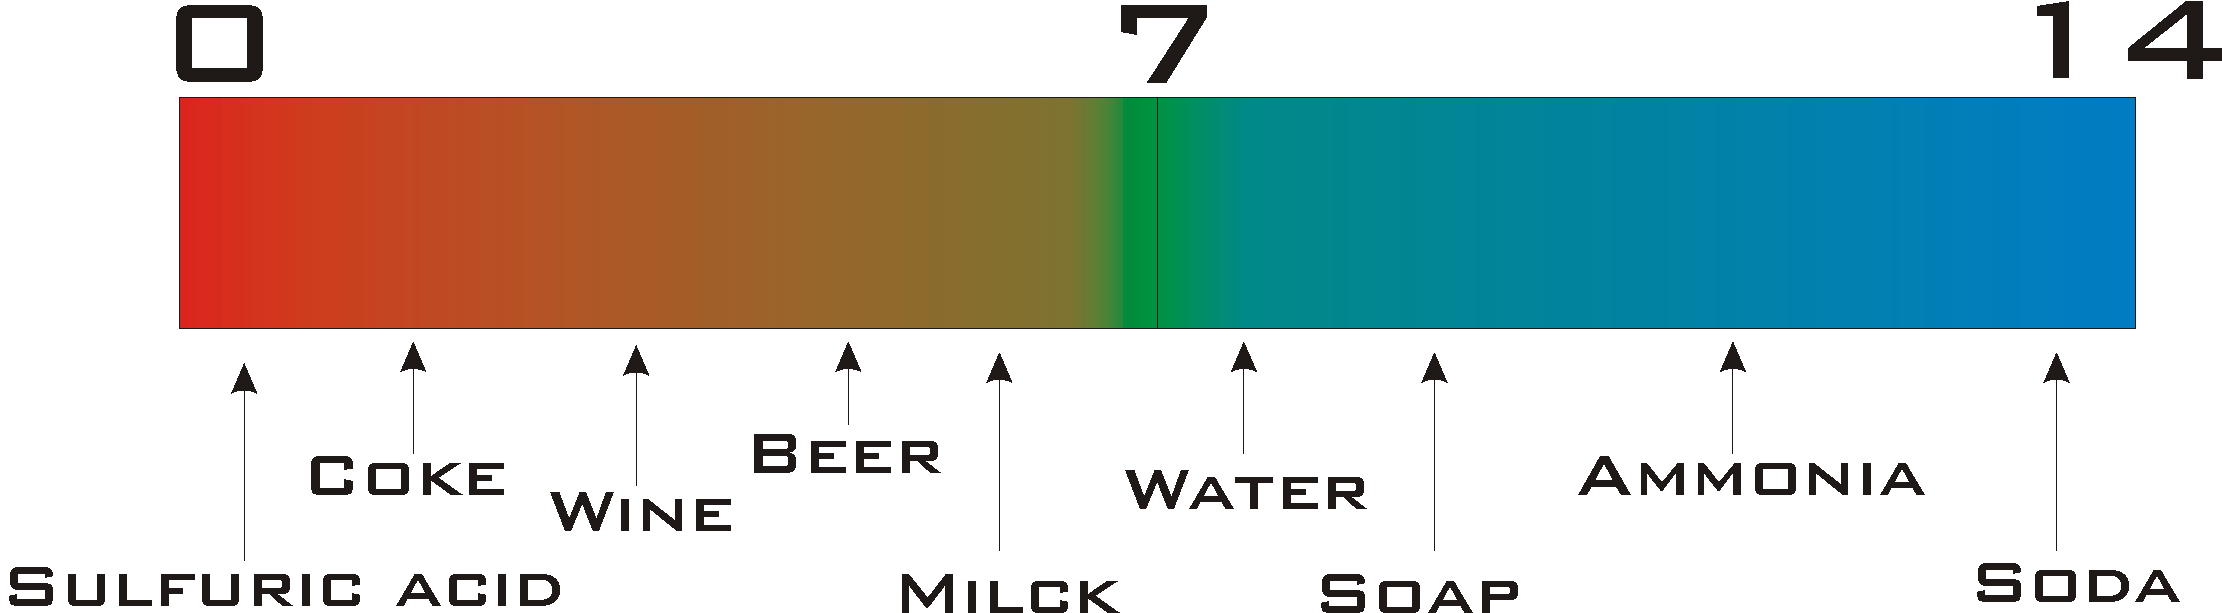 0 7 14
Coke Wine Beer Water Ammonia
Sulfuric acid Milck Soap Soda